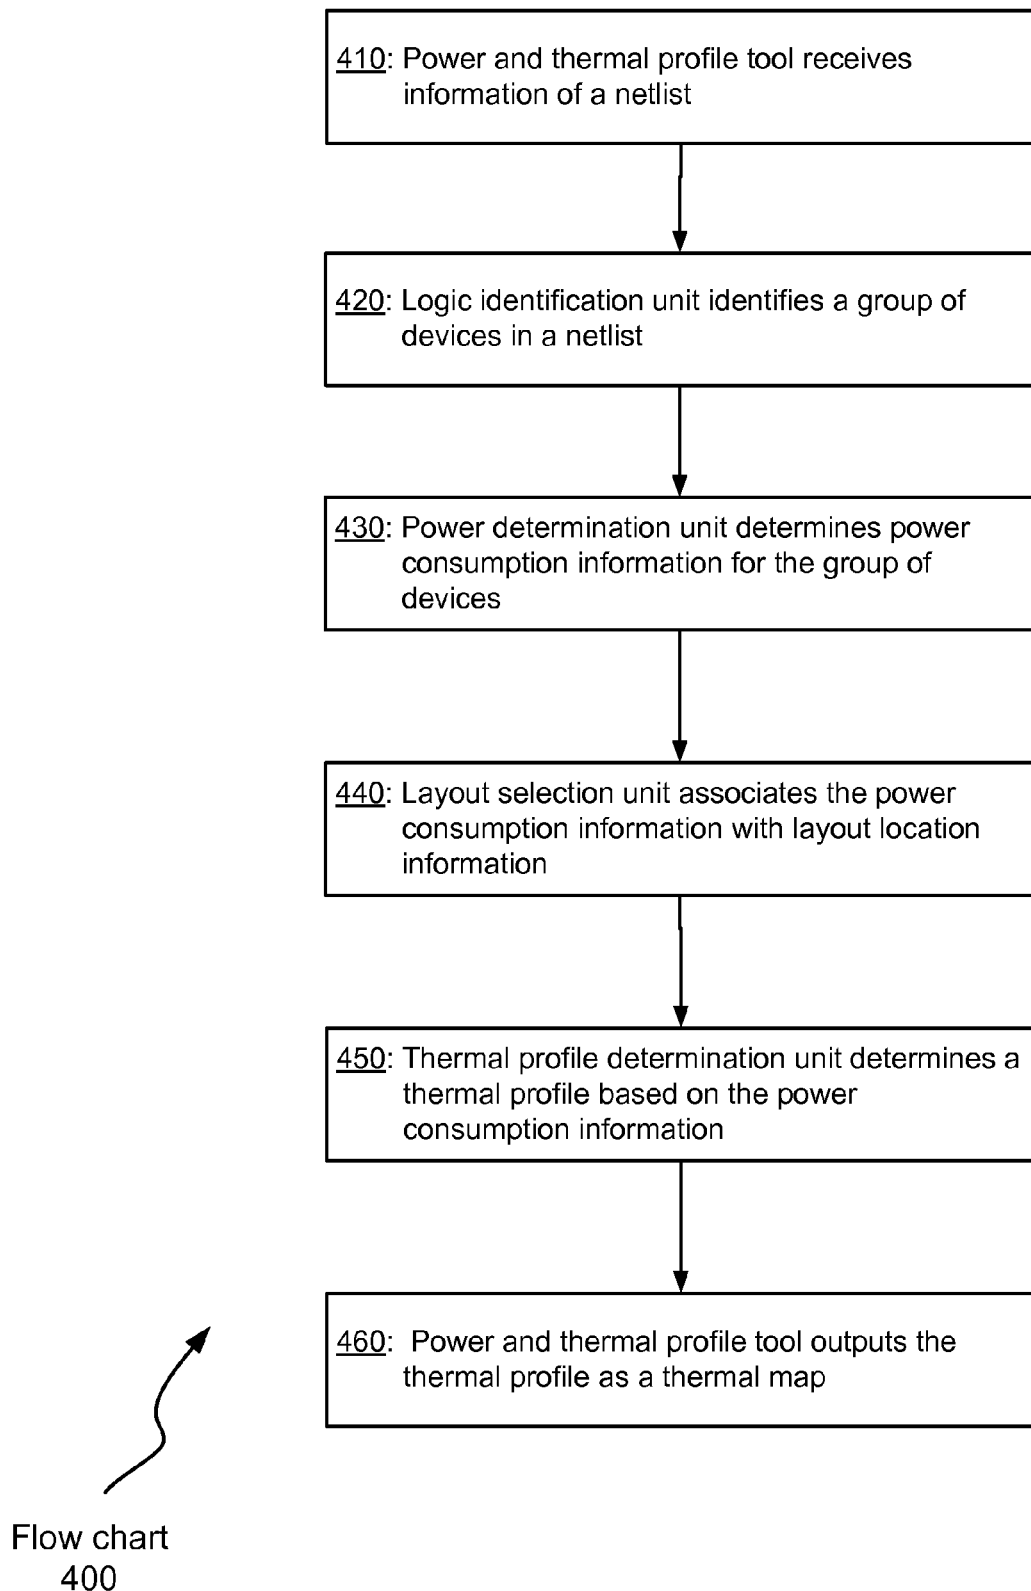 410: Power and thermal profile tool receives
information of a netlist
420: Logic identification unit identifies a group of
devices in a netlist
430: Power determination unit determines power
consumption information for the group of
devices
440: Layout selection unit associates the power
consumption information with layout location
information
450: Thermal profile determination unit determines a
thermal profile based on the power
consumption information
460: Power and thermal profile tool outputs the
thermal profile as a thermal map
Flow chart
400